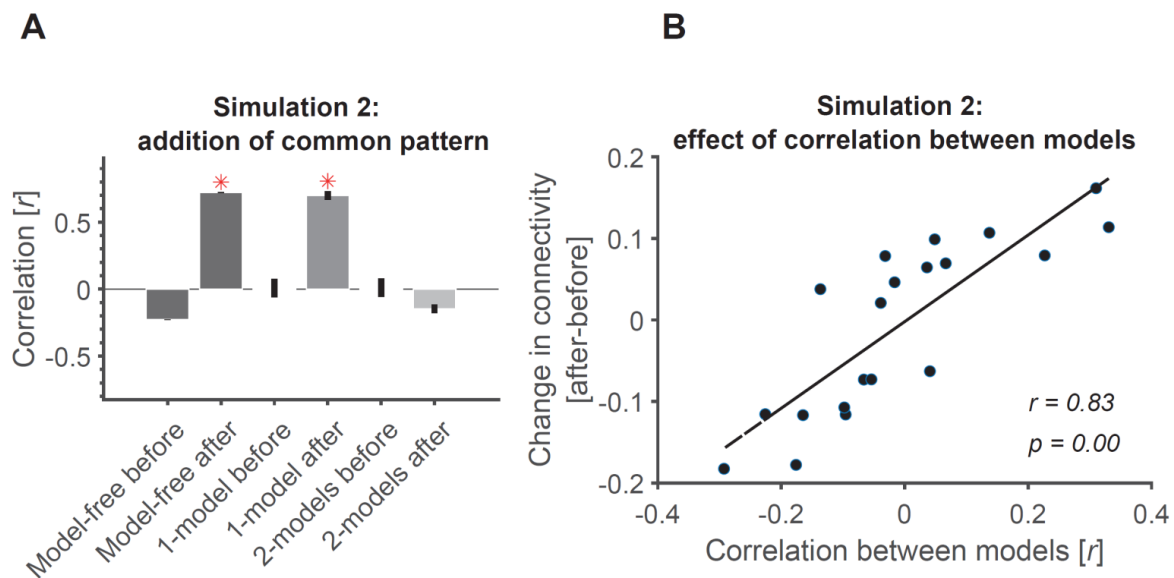 A
Simulation 2:
addition of common pattern
Correlation [r]
0.5
0
-0.5
*
*
Model-free before
Model-free after
1-model before
1-model after
2-models before
2-models after
B
Simulation 2:
effect of correlation between models
Change in connectivity
[after-before]
0.2
0.1
0
-0.1
-0.2
r = 0.83
p = 0.00
-0.4
-0.2
0
0.2
0.4
Correlation between models [r]